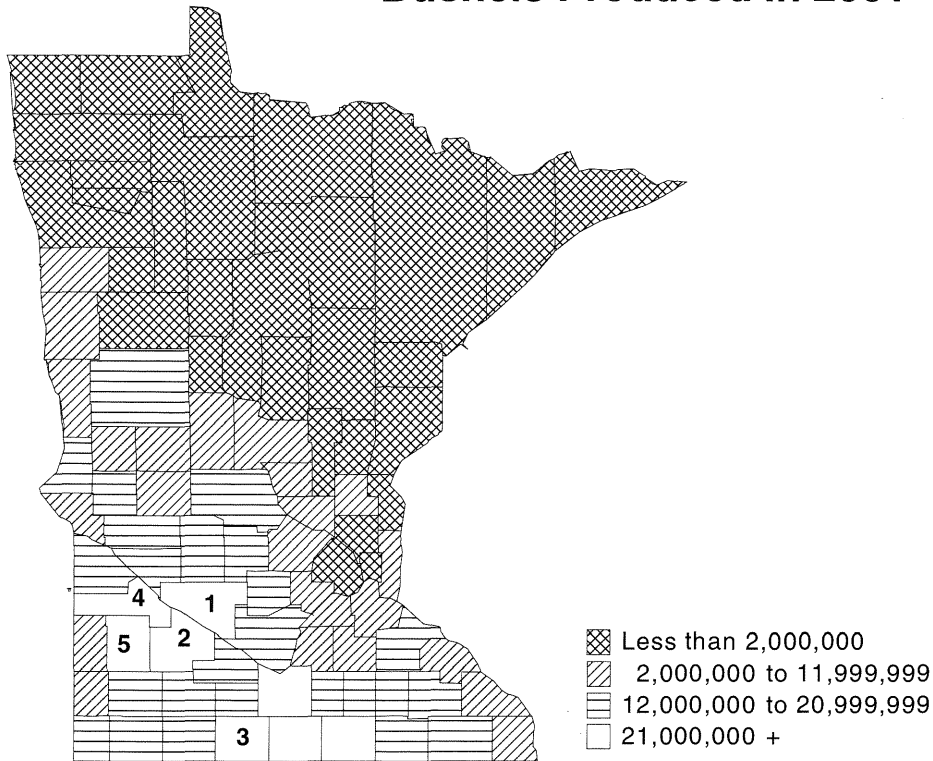 Bushels Produced in
4
1
5
2
3
Less than 2,000,000
2,000,000 to 11,999,999
12,000,000 to 20,999,999
21,000,000 +